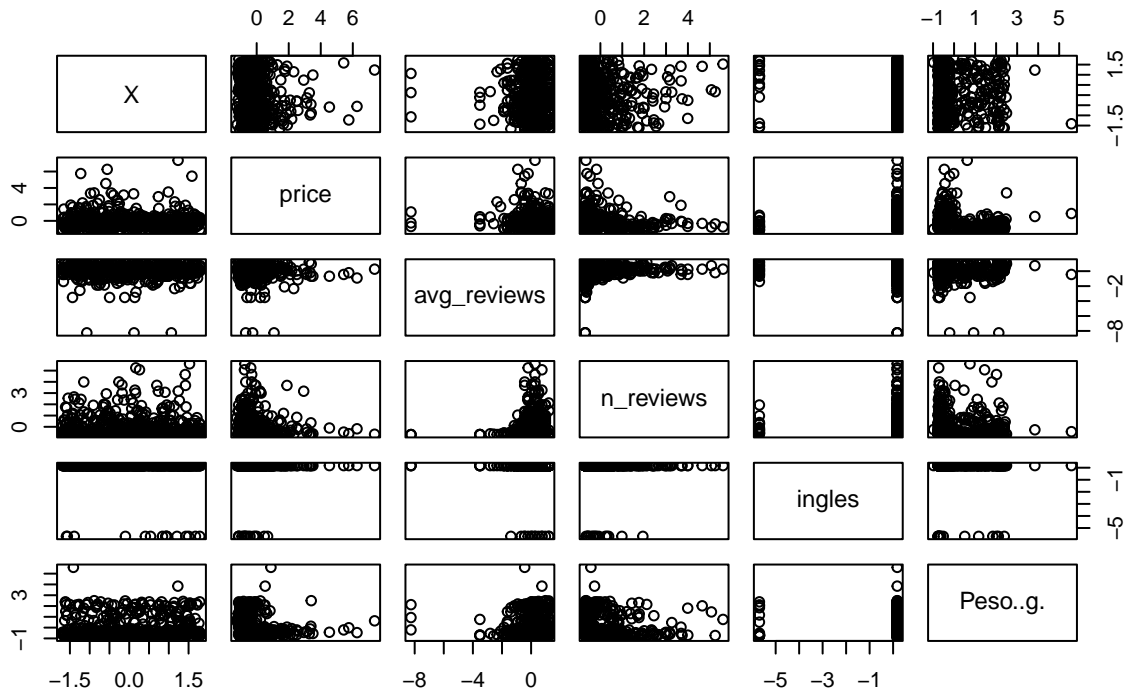 0 2 4 6
0 2 4
−1 1 3 5
X
−1.5 1.5
0 4
price
avg_reviews
−8 −2
0 3
n_reviews
ingles
−5 −1
−1 3
Peso..g.
−1.5 0.0 1.5
−8 −4 0
−5 −3 −1